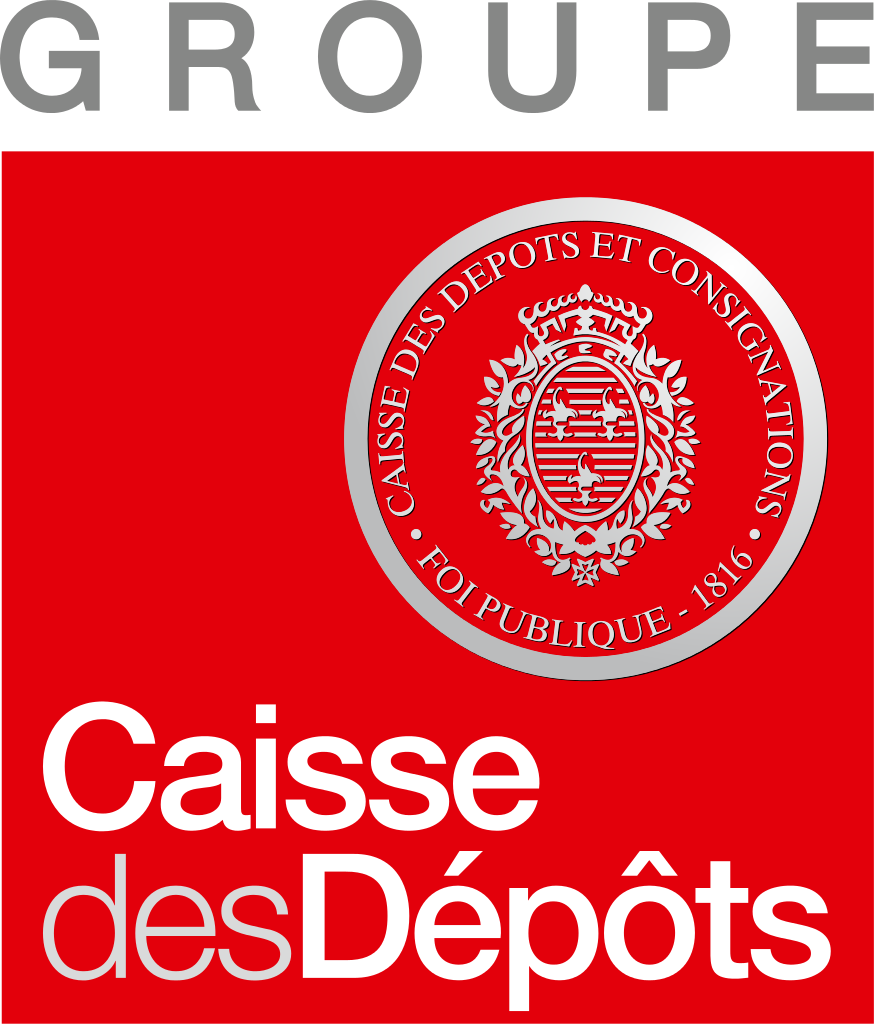 GROUPE
CAISSE DES DEPOTS ET CONSIGNATIONS
• FOI PUBLIQUE - 1816 •
Caisse
desDépôts